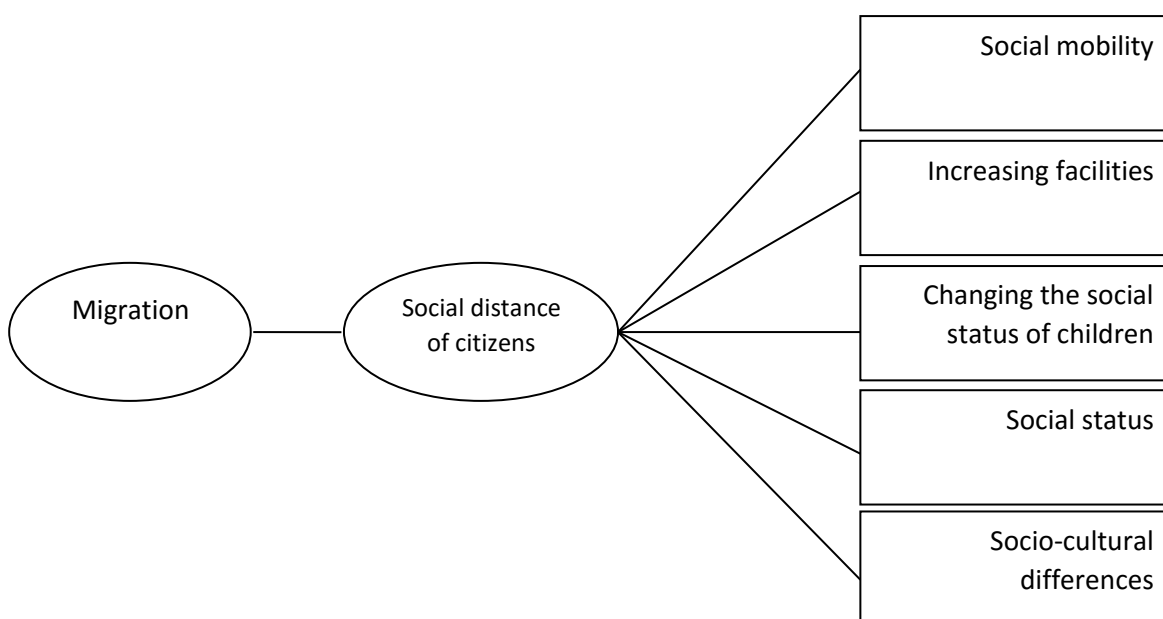 Social mobility
Increasing facilities
Migration
Social distance
of citizens
Changing the social
status of children
Social status
Socio-cultural
differences